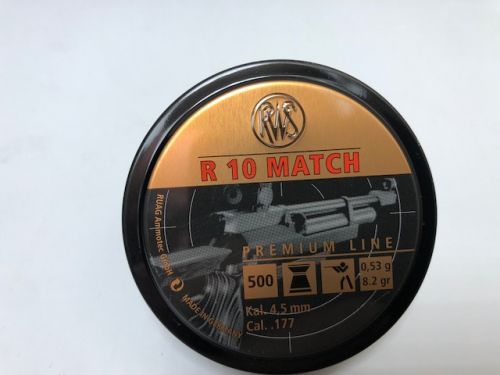 RWS
R 10 MATCH
PREMIUM LINE
500
0,53 g
8.2 gr
Kal. 4,5 mm
Cal. .177
RUAG Ammotec GmbH
MADE IN GERMANY